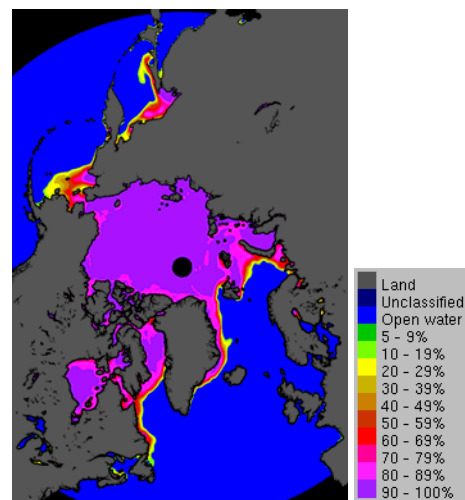 Land
Unclassified
Open water
5 - 9%
10 - 19%
20 - 29%
30 - 39%
40 - 49%
50 - 59%
60 - 69%
70 - 79%
80 - 89%
90 - 100%